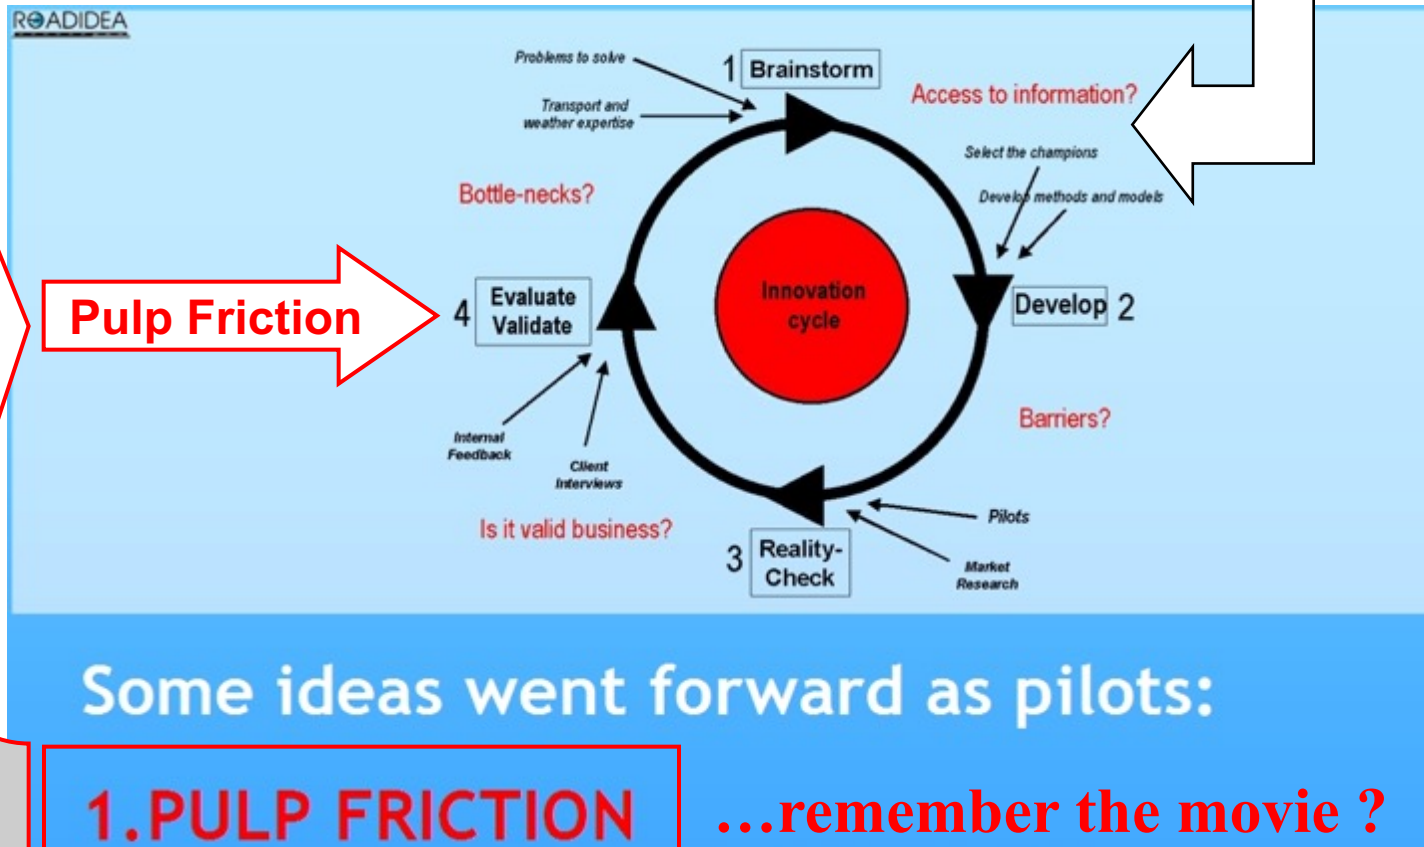 ROADIDEA
Problems to solve
1 Brainstorm
Access to information?
Transport and
weather expertise
Select the champions
Develop methods and models
Bottle-necks?
Pulp Friction
4 Evaluate
Validate
Innovation
cycle
Develop 2
Barriers?
Internal
Feedback
Client
Interviews
Is it valid business?
Pilots
3 Reality-
Check
Market
Research
Some ideas went forward as pilots:
1.PULP FRICTION
...remember the movie ?